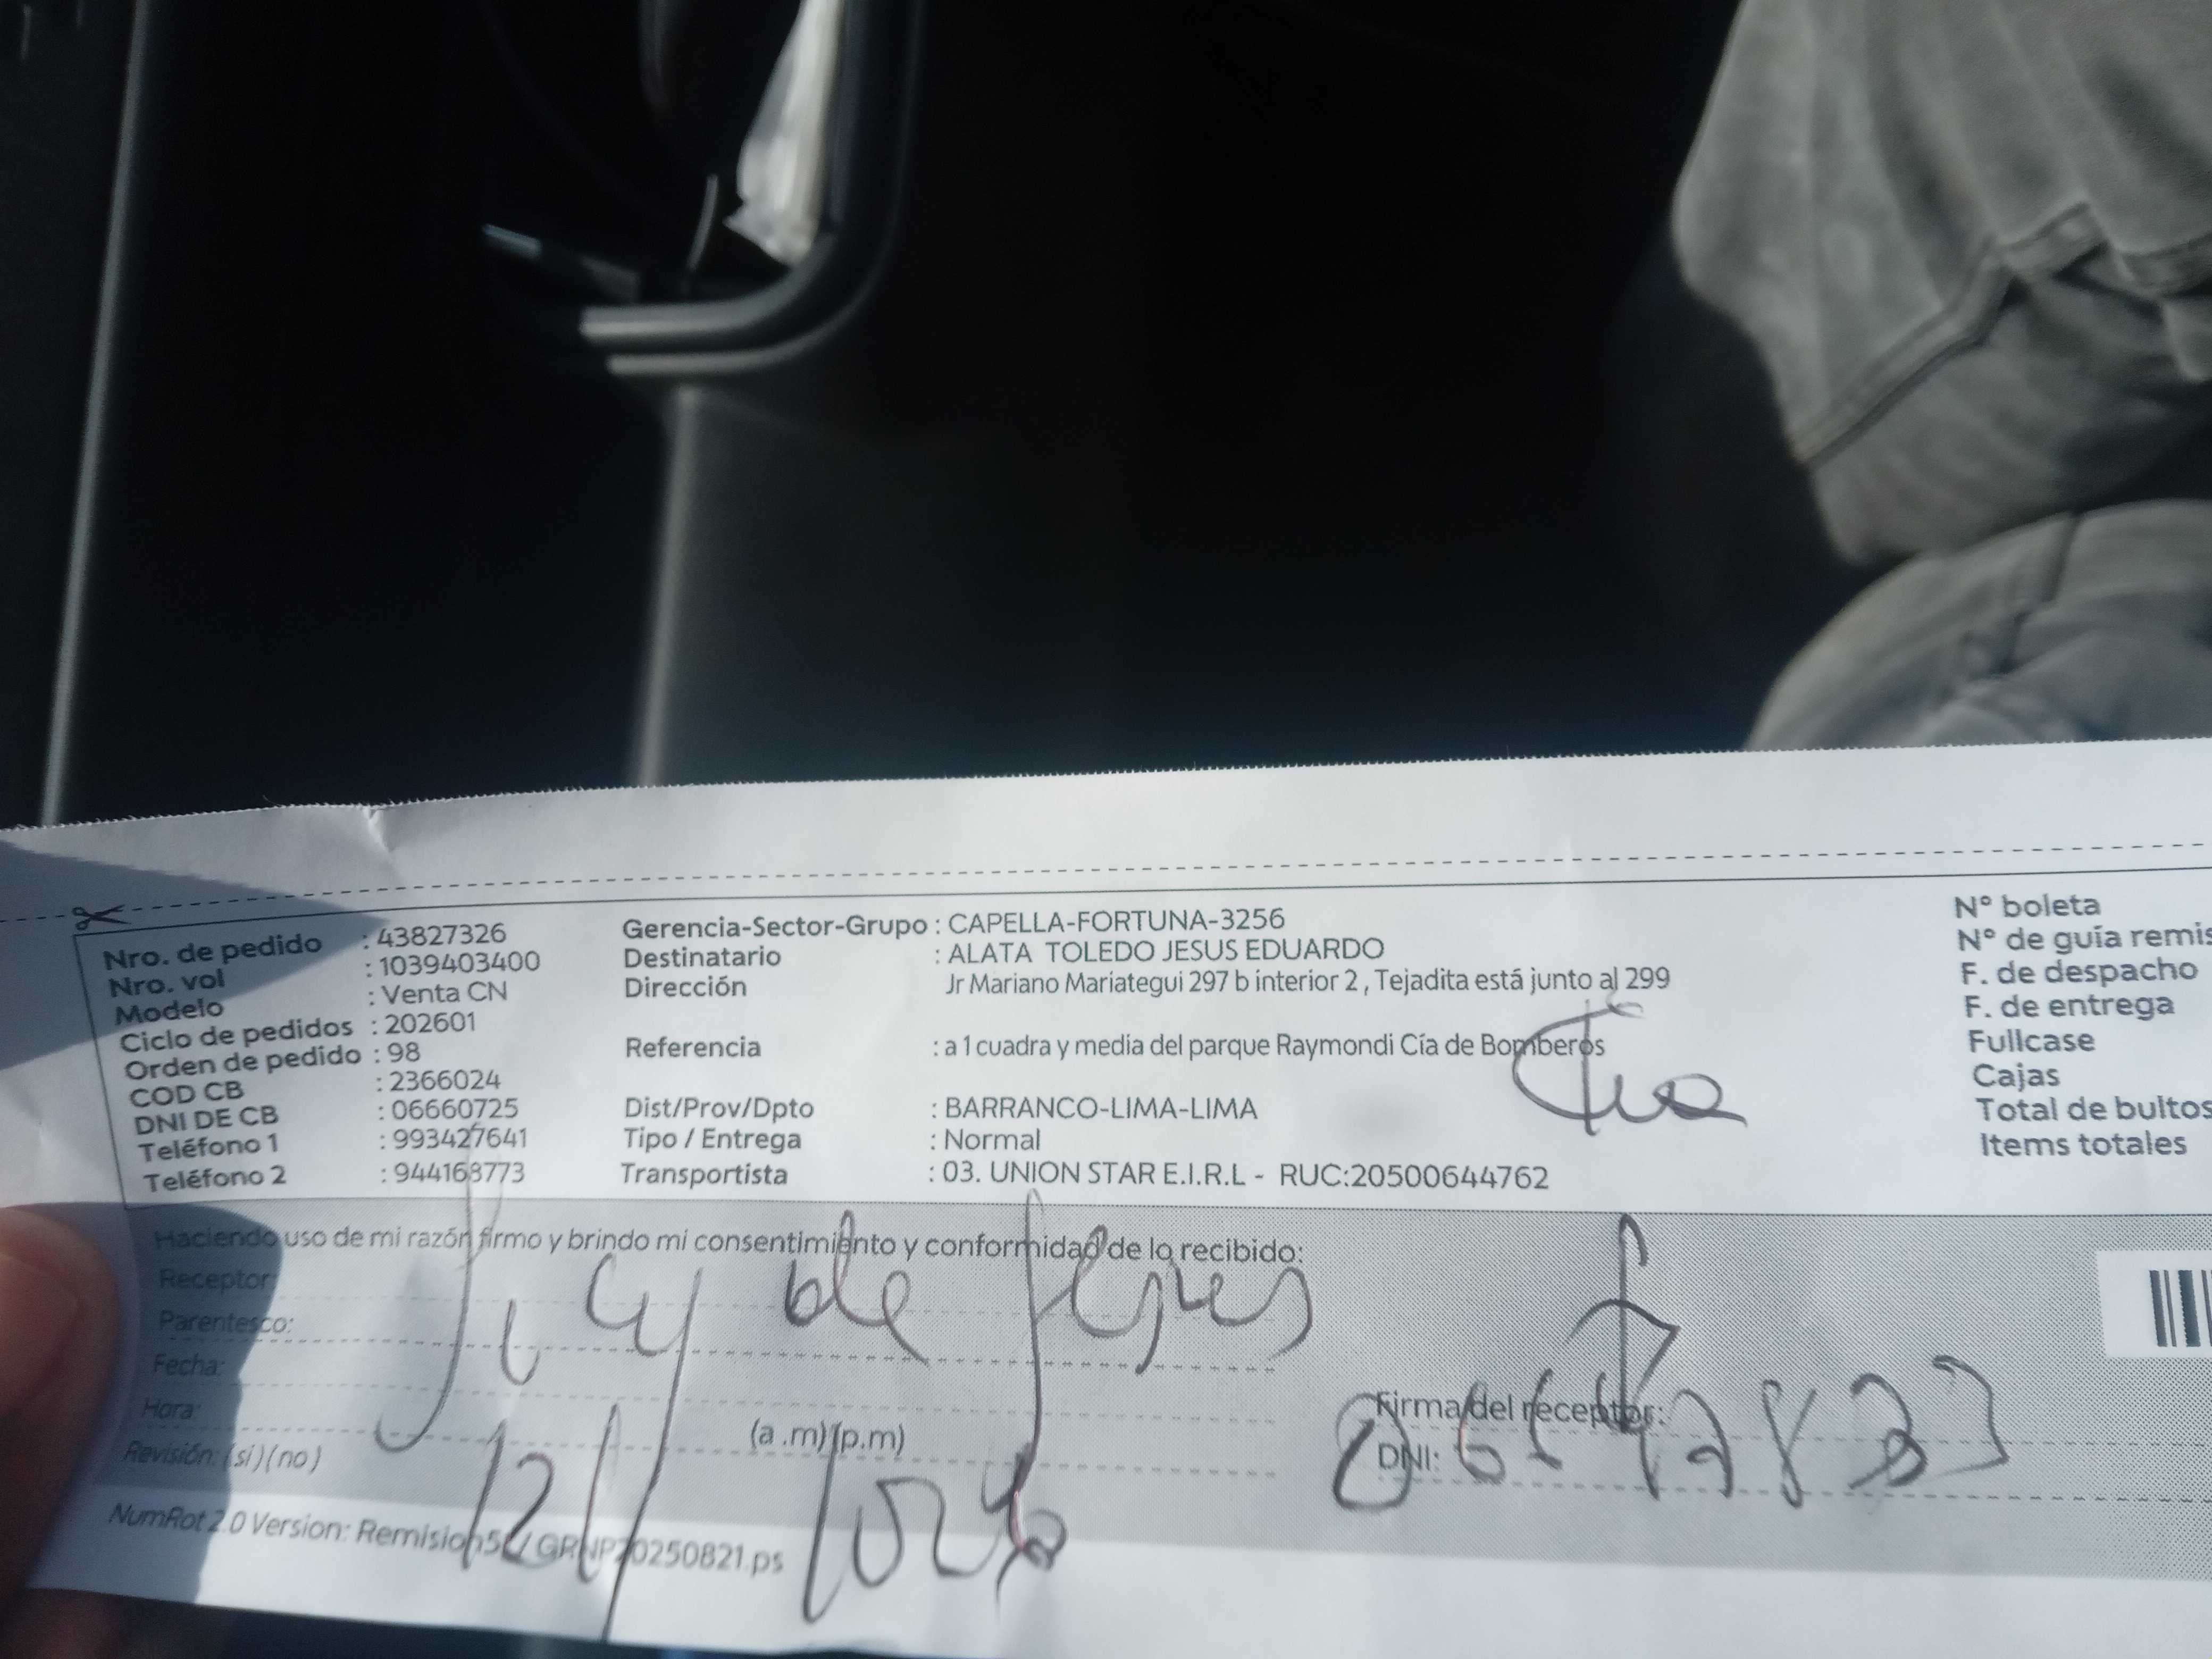 Nro. de pedido : 43827326
Nro. vol : 1039403400
Modelo : Venta CN
Ciclo de pedidos : 202601
Orden de pedido : 98
COD CB : 2366024
DNI DE CB : 06660725
Teléfono 1 : 993427641
Teléfono 2 : 944168773
Gerencia-Sector-Grupo : CAPELLA-FORTUNA-3256
Destinatario : ALATA TOLEDO JESUS EDUARDO
Dirección Jr Mariano Mariategui 297 b interior 2 , Tejadita está junto al 299
Referencia : a 1 cuadra y media del parque Raymondi Cía de Bomberos
Dist/Prov/Dpto : BARRANCO-LIMA-LIMA
Tipo / Entrega : Normal
Transportista : 03. UNION STAR E.I.R.L - RUC:20500644762
Tía
N° boleta
N° de guía remis
F. de despacho
F. de entrega
Fullcase
Cajas
Total de bultos
Items totales
Haciendo uso de mi razón firmo y brindo mi consentimiento y conformidad de lo recibido:
Receptor:
Parentesco:
Fecha:
Hora: (a .m) (p.m)
Revisión: (si) (no)
de
Firma del receptor:
DNI:
NumRot 2.0 Version: Remision52/ GRNP20250821.ps